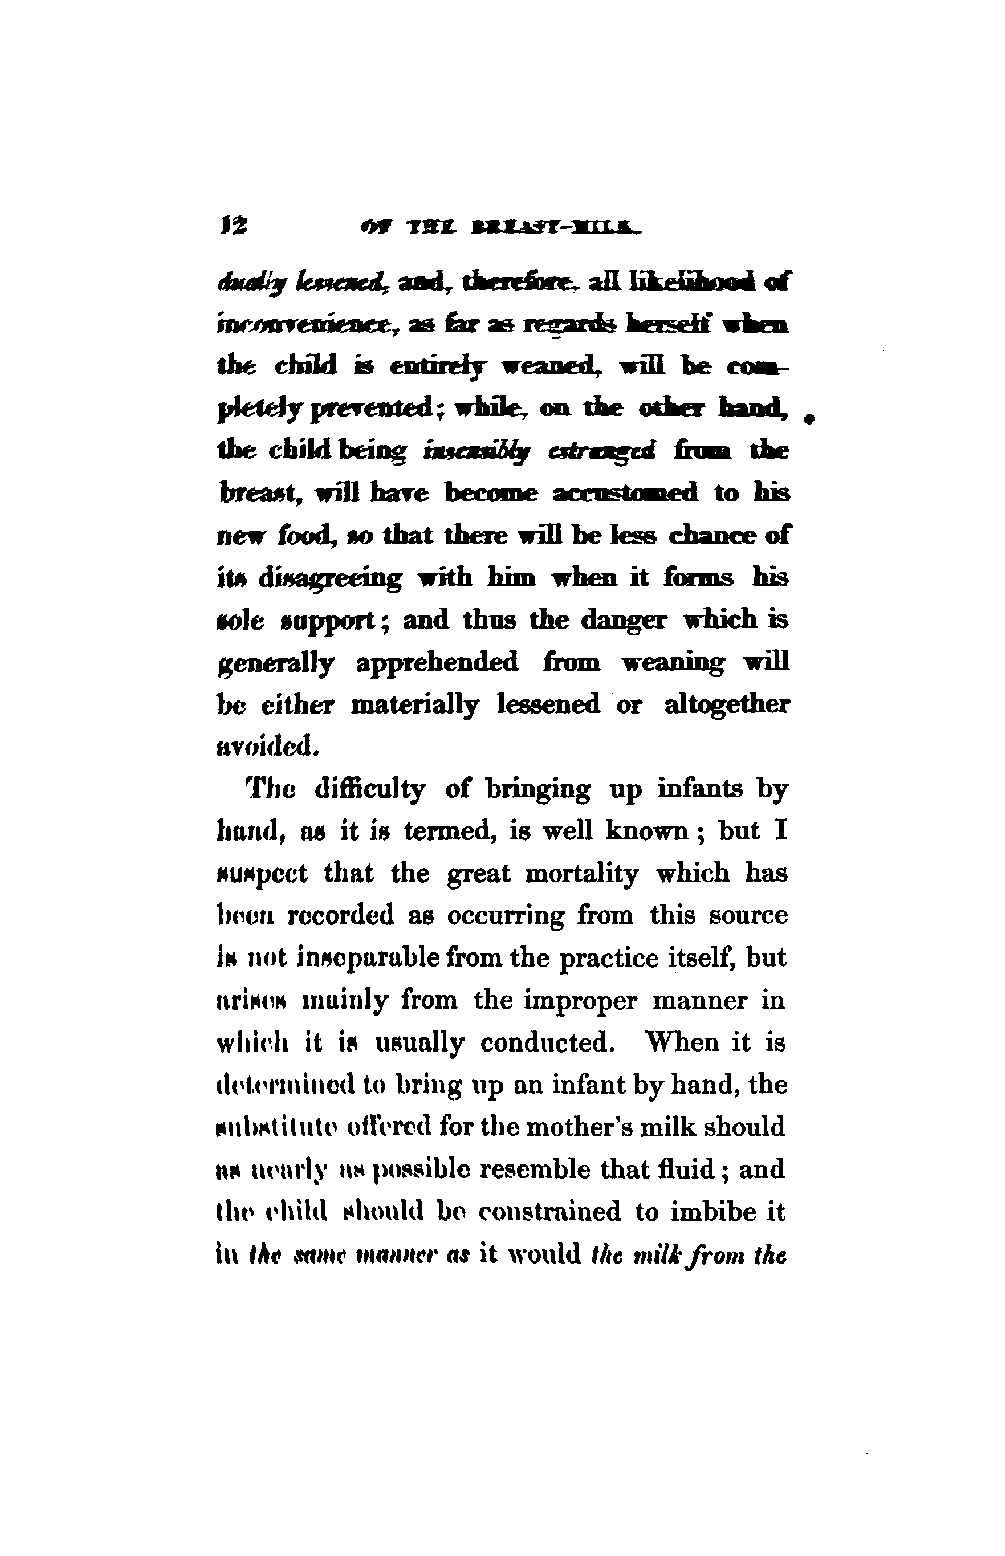 12 OF THE BREAST-MILK.
dually lessened, and, therefore, all likelihood of
inconvenience, as far as regards herself when
the child is entirely weaned, will be com-
pletely prevented; while, on the other hand,
the child being insensibly estranged from the
breast, will have become accustomed to his
new food, so that there will be less chance of
its disagreeing with him when it forms his
sole support; and thus the danger which is
generally apprehended from weaning will
be either materially lessened or altogether
avoided.
The difficulty of bringing up infants by
hand, as it is termed, is well known; but I
suspect that the great mortality which has
been recorded as occurring from this source
is not inseparable from the practice itself, but
arises mainly from the improper manner in
which it is usually conducted. When it is
determined to bring up an infant by hand, the
substitute offered for the mother's milk should
as nearly as possible resemble that fluid; and
the child should be constrained to imbibe it
in the same manner as it would the milk from the